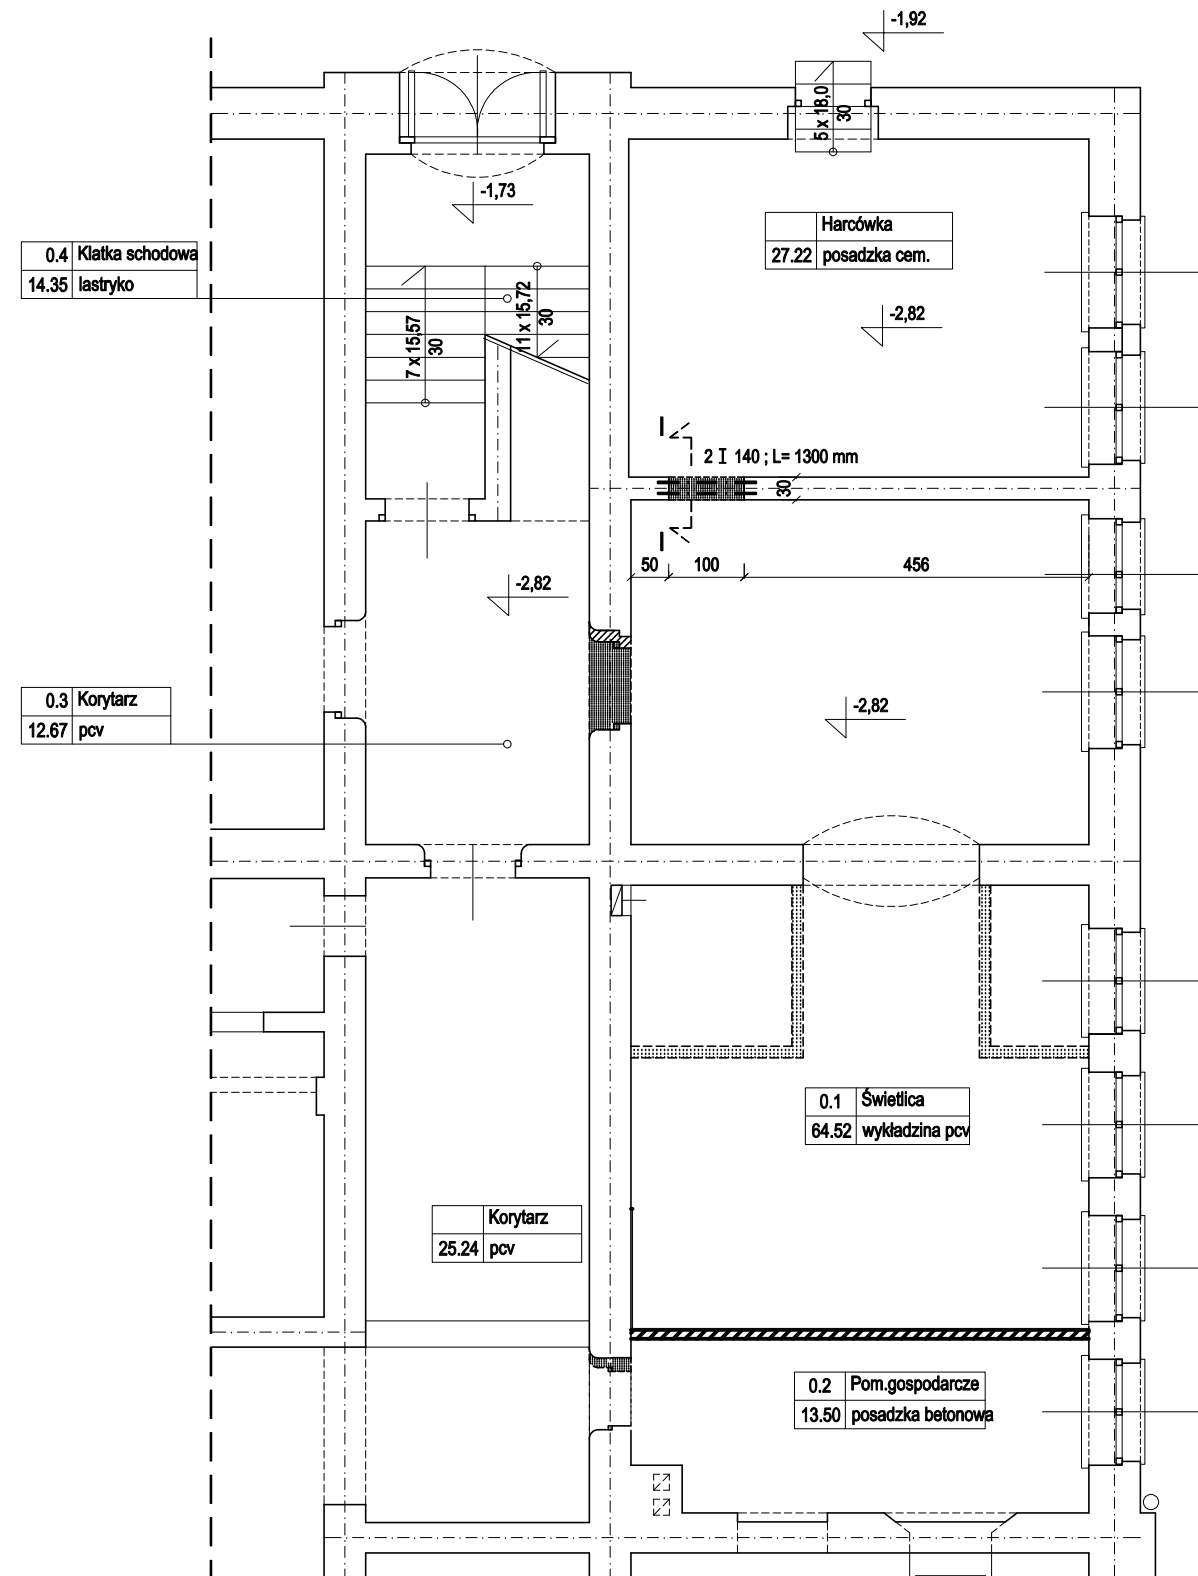 -1,92
5 x 18,0
30
-1,73
Harcówka
27.22 posadzka cem.
0.4 Klatka schodowa
14.35 lastryko
-2,82
7 x 15,57
30
11 x 15,72
30
2 I 140 ; L= 1300 mm
30
50 100 456
-2,82
0.3 Korytarz
12.67 pcv
-2,82
0.1 Świetlica
64.52 wykładzina pcv
Korytarz
25.24 pcv
0.2 Pom.gospodarcze
13.50 posadzka betonowa